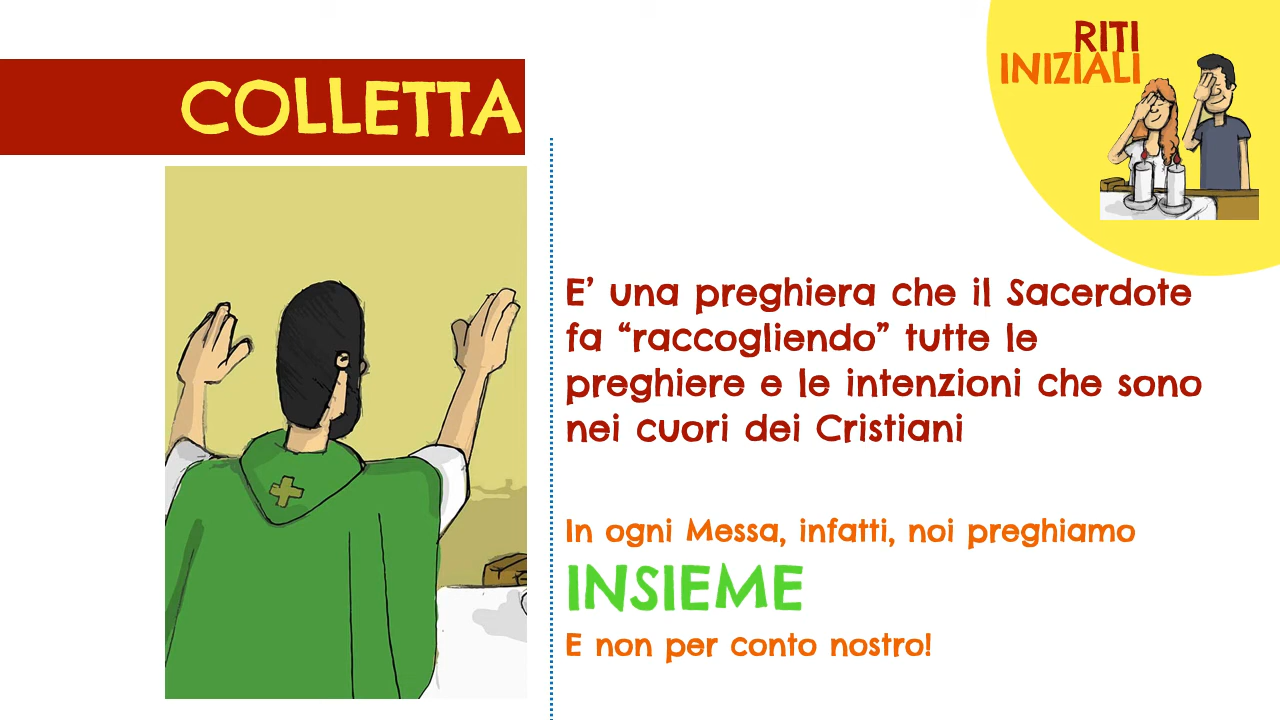 COLLETTA
RITI
INIZIALI
E’ una preghiera che il Sacerdote
fa “raccogliendo” tutte le
preghiere e le intenzioni che sono
nei cuori dei Cristiani
In ogni Messa, infatti, noi preghiamo
INSIEME
E non per conto nostro!